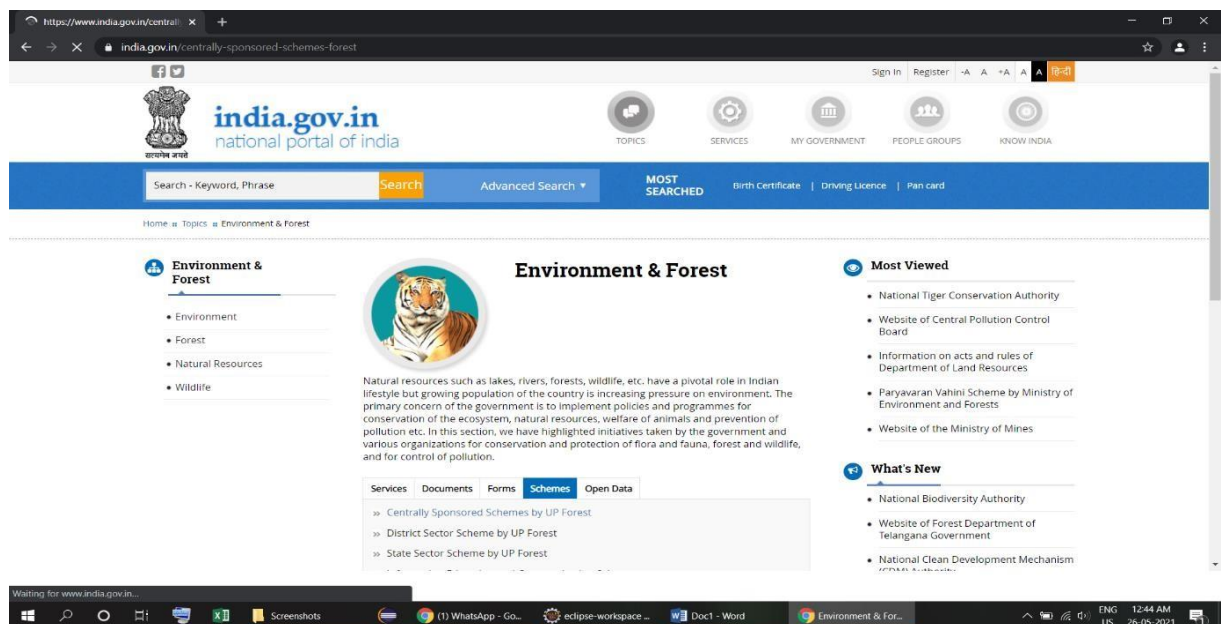 https://www.india.gov.in/centrall
india.gov.in/centrally-sponsored-schemes-forest
Sign In Register -A A +A A A हिन्दी
सत्यमेव जयते
india.gov.in
national portal of india
TOPICS SERVICES MY GOVERNMENT PEOPLE GROUPS KNOW INDIA
Search - Keyword, Phrase Search Advanced Search MOST SEARCHED Birth Certificate | Driving Licence | Pan card
Home Topics Environment & Forest
Environment &
Forest
Environment
Forest
Natural Resources
Wildlife
Environment & Forest
Natural resources such as lakes, rivers, forests, wildlife, etc. have a pivotal role in Indian
lifestyle but growing population of the country is increasing pressure on environment. The
primary concern of the government is to implement policies and programmes for
conservation of the ecosystem, natural resources, welfare of animals and prevention of
pollution etc. In this section, we have highlighted initiatives taken by the government and
various organizations for conservation and protection of flora and fauna, forest and wildlife,
and for control of pollution.
Services Documents Forms Schemes Open Data
» Centrally Sponsored Schemes by UP Forest
» District Sector Scheme by UP Forest
» State Sector Scheme by UP Forest
Most Viewed
National Tiger Conservation Authority
Website of Central Pollution Control
Board
Information on acts and rules of
Department of Land Resources
Paryavaran Vahini Scheme by Ministry of
Environment and Forests
Website of the Ministry of Mines
What's New
National Biodiversity Authority
Website of Forest Department of
Telangana Government
National Clean Development Mechanism
(CDM) Authority
Waiting for www.india.gov.in...
Screenshots (1) WhatsApp - Go... eclipse-workspace ... Doc1 - Word Environment & For... ENG 12:44 AM
US 26-05-2021